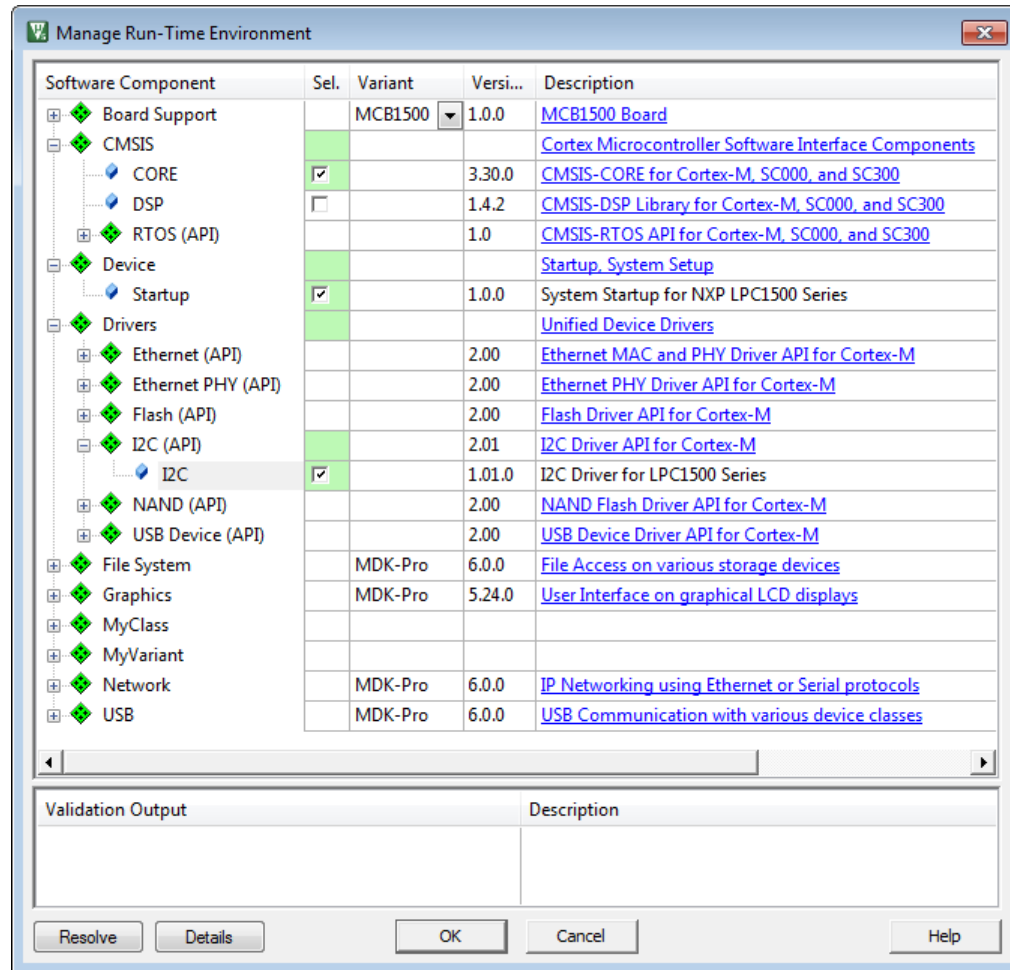 Manage Run-Time Environment
Software Component Sel. Variant Versi... Description
Board Support MCB1500 1.0.0 MCB1500 Board
CMSIS Cortex Microcontroller Software Interface Components
CORE 3.30.0 CMSIS-CORE for Cortex-M, SC000, and SC300
DSP 1.4.2 CMSIS-DSP Library for Cortex-M, SC000, and SC300
RTOS (API) 1.0 CMSIS-RTOS API for Cortex-M, SC000, and SC300
Device Startup, System Setup
Startup 1.0.0 System Startup for NXP LPC1500 Series
Drivers Unified Device Drivers
Ethernet (API) 2.00 Ethernet MAC and PHY Driver API for Cortex-M
Ethernet PHY (API) 2.00 Ethernet PHY Driver API for Cortex-M
Flash (API) 2.00 Flash Driver API for Cortex-M
I2C (API) 2.01 I2C Driver API for Cortex-M
I2C 1.01.0 I2C Driver for LPC1500 Series
NAND (API) 2.00 NAND Flash Driver API for Cortex-M
USB Device (API) 2.00 USB Device Driver API for Cortex-M
File System MDK-Pro 6.0.0 File Access on various storage devices
Graphics MDK-Pro 5.24.0 User Interface on graphical LCD displays
MyClass
MyVariant
Network MDK-Pro 6.0.0 IP Networking using Ethernet or Serial protocols
USB MDK-Pro 6.0.0 USB Communication with various device classes
Validation Output Description
Resolve Details OK Cancel Help